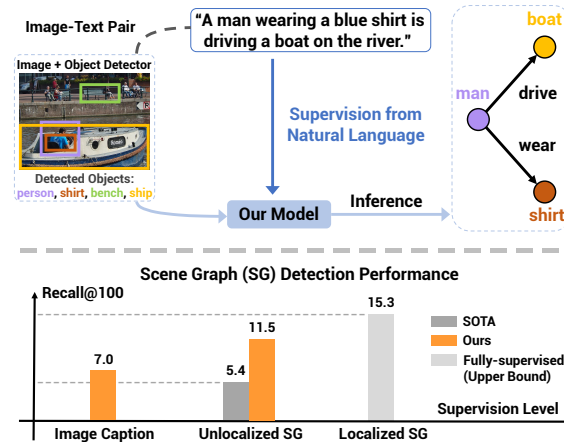 Image-Text Pair
“A man wearing a blue shirt is
driving a boat on the river.”
Image + Object Detector
Detected Objects:
person, shirt, bench, ship
Supervision from
Natural Language
Our Model
Inference
boat
man
drive
wear
shirt
Scene Graph (SG) Detection Performance
Recall@100
7.0
5.4
11.5
15.3
SOTA
Ours
Fully-supervised
(Upper Bound)
Image Caption
Unlocalized SG
Localized SG
Supervision Level